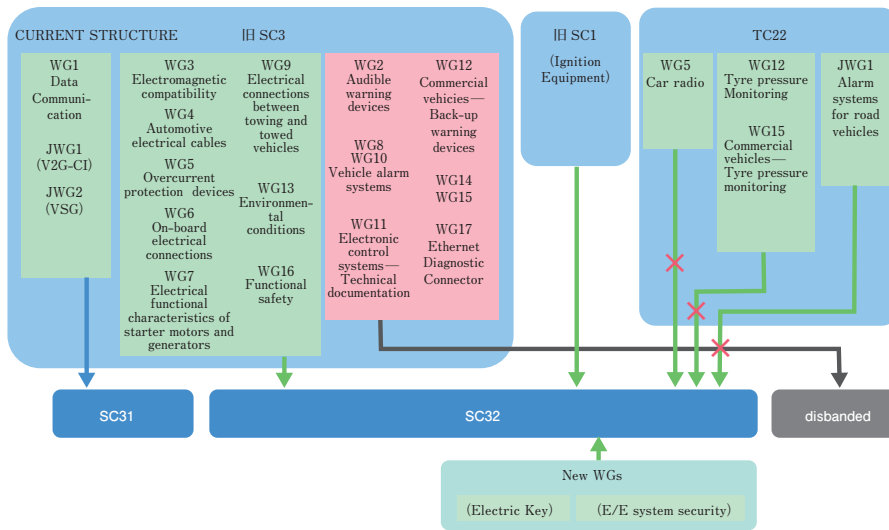 CURRENT STRUCTURE 旧 SC3
WG1
Data
Communi-
cation
JWG1
(V2G-CI)
JWG2
(VSG)
WG3
Electromagnetic
compatibility
WG4
Automotive
electrical cables
WG5
Overcurrent
protection devices
WG6
On-board
electrical
connections
WG7
Electrical
functional
characteristics of
starter motors and
generators
WG9
Electrical
connections
between
towing and
towed
vehicles
WG13
Environmen-
tal
conditions
WG16
Functional
safety
WG2
Audible
warning
devices
WG8
WG10
Vehicle alarm
systems
WG11
Electronic
control
systems—
Technical
documentation
WG12
Commercial
vehicies—
Back-up
warning
devices
WG14
WG15
WG17
Ethernet
Diagnostic
Connector
旧 SC1
(Ignition
Equipment)
TC22
WG5
Car radio
WG12
Tyre pressure
Monitoring
WG15
Commercial
vehicles—
Tyre pressure
monitoring
JWG1
Alarm
systems
for road
vehicles
SC31
SC32
disbanded
New WGs
(Electric Key)
(E/E system security)